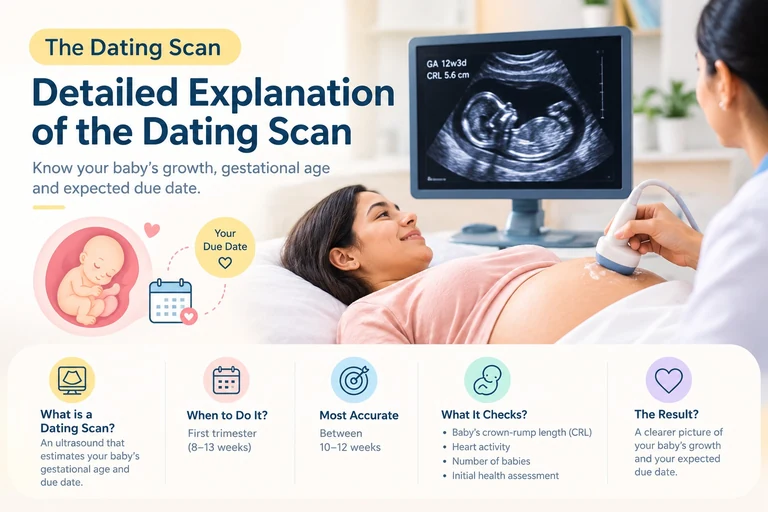 The Dating Scan
Detailed Explanation
of the Dating Scan
Know your baby's growth, gestational age
and expected due date.
Your
Due Date
GA 12w3d
CRL 5.6 cm
What is a
Dating Scan?
An ultrasound that
estimates your baby's
gestational age and
due date.
When to Do It?
First trimester
(8–13 weeks)
Most Accurate
Between
10–12 weeks
What It Checks?
• Baby's crown-rump length (CRL)
• Heart activity
• Number of babies
• Initial health assessment
The Result?
A clearer picture of
your baby's growth
and your expected
due date.